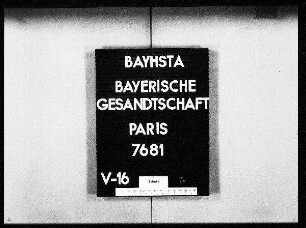 BAYHSTA
BAYERISCHE
GESANDTSCHAFT
PARIS
7681
V-16